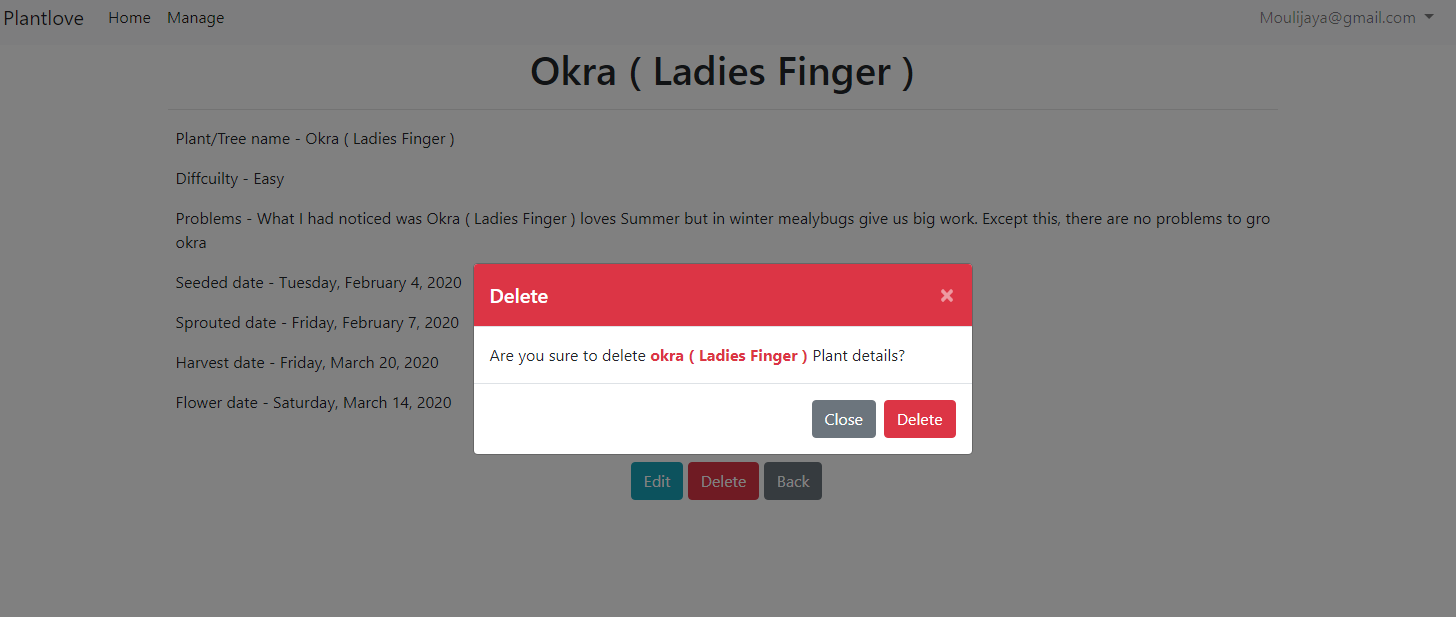 Plantlove Home Manage Moulijaya@gmail.com
Okra ( Ladies Finger )
Plant/Tree name - Okra ( Ladies Finger )
Diffcuilty - Easy
Problems - What I had noticed was Okra ( Ladies Finger ) loves Summer but in winter mealybugs give us big work. Except this, there are no problems to gro
okra
Seeded date - Tuesday, February 4, 2020
Sprouted date - Friday, February 7, 2020
Harvest date - Friday, March 20, 2020
Flower date - Saturday, March 14, 2020
Delete ×
Are you sure to delete okra ( Ladies Finger ) Plant details?
Close Delete
Edit Delete Back